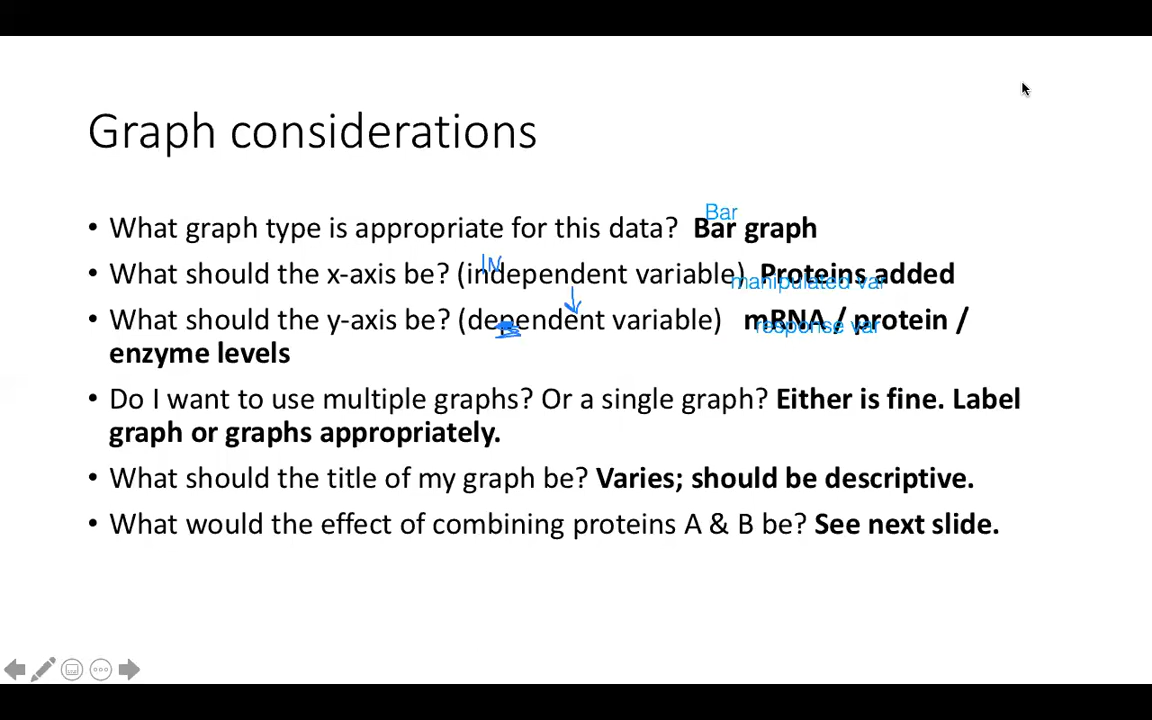 Graph considerations
Bar
• What graph type is appropriate for this data? Bar graph
IN
• What should the x-axis be? (independent variable) Proteins added
manipulated var
• What should the y-axis be? (dependent variable) mRNA / protein /
response var
enzyme levels
• Do I want to use multiple graphs? Or a single graph? Either is fine. Label
graph or graphs appropriately.
• What should the title of my graph be? Varies; should be descriptive.
• What would the effect of combining proteins A & B be? See next slide.